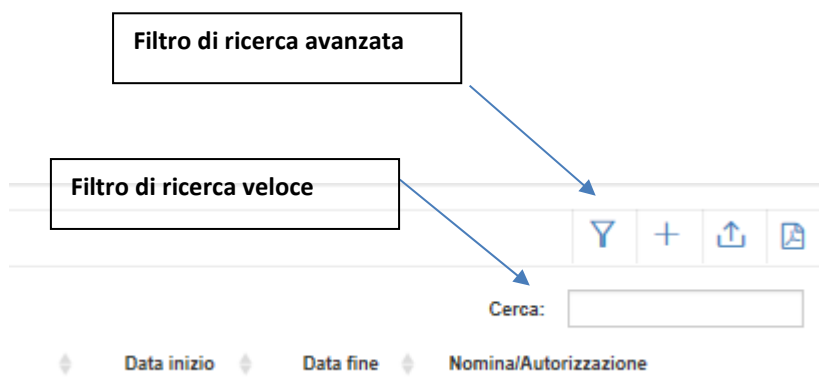 Filtro di ricerca avanzata
Filtro di ricerca veloce
Cerca:
Data inizio Data fine Nomina/Autorizzazione